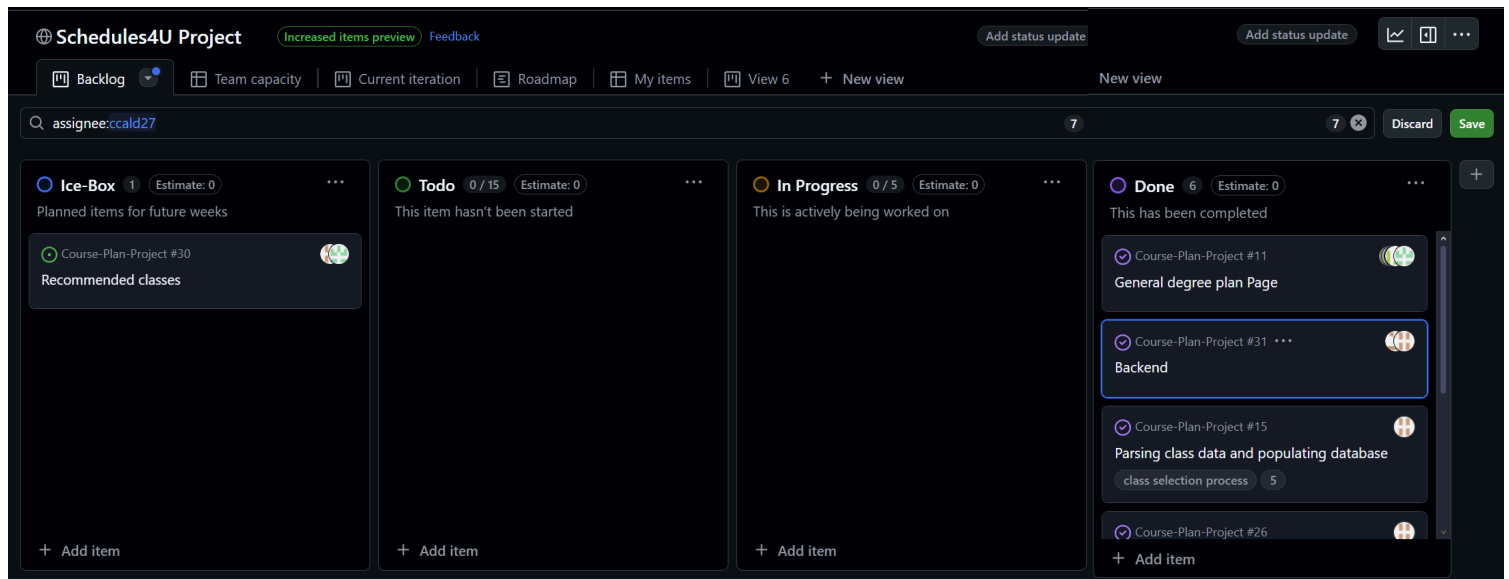 Schedules4U Project Increased items preview Feedback Add status update Add status update
Backlog Team capacity Current iteration Roadmap My items View 6 + New view New view
assignee:ccald27 7 7 Discard Save
Ice-Box 1 Estimate: 0
Planned items for future weeks
Course-Plan-Project #30
Recommended classes
+ Add item
Todo 0 / 15 Estimate: 0
This item hasn't been started
+ Add item
In Progress 0 / 5 Estimate: 0
This is actively being worked on
+ Add item
Done 6 Estimate: 0
This has been completed
Course-Plan-Project #11
General degree plan Page
Course-Plan-Project #31
Backend
Course-Plan-Project #15
Parsing class data and populating database
class selection process 5
Course-Plan-Project #26
+ Add item